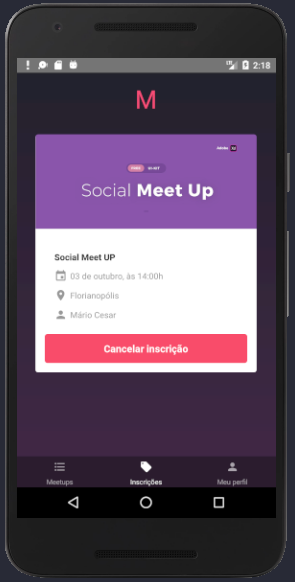 2:18
M
Social Meet Up
Social Meet UP
03 de outubro, às 14:00h
Florianopólis
Mário Cesar
Cancelar inscrição
Meetups
Inscrições
Meu perfil